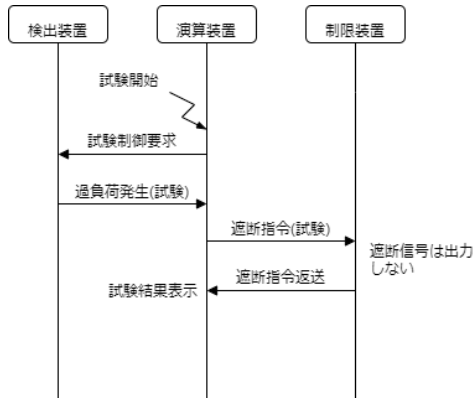 検出装置
演算装置
制限装置
試験開始
試験制御要求
過負荷発生(試験)
遮断指令(試験)
遮断信号は出力
しない
遮断指令返送
試験結果表示